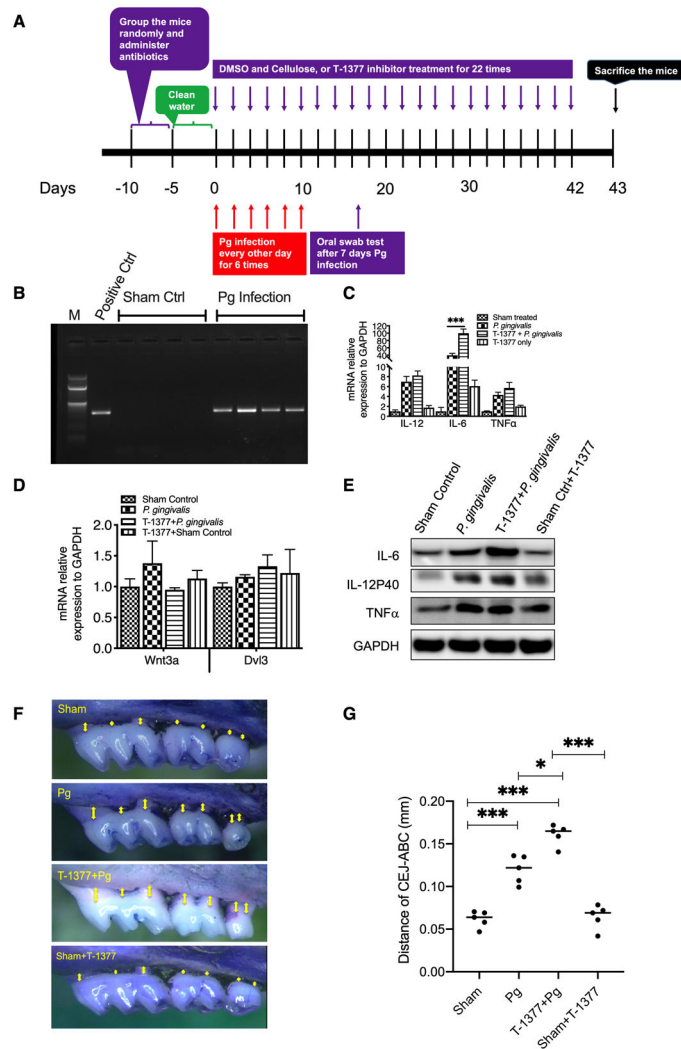 A
Group the mice
randomly and
administer
antibiotics
Clean
water
DMSO and Cellulose, or T-1377 inhibitor treatment for 22 times
Sacrifice the mice
Days
-10 -5 0 10 20 30 42 43
Pg infection
every other day
for 6 times
Oral swab test
after 7 days Pg
infection
B
M
Positive Ctrl
Sham Ctrl
Pg Infection
C
mRNA relative
expression to GAPDH
120
100
80
60
40
20
8
6
4
2
0
***
Sham treated
P. gingivalis
T-1377 + P. gingivalis
T-1377 only
IL-12 IL-6 TNFα
D
mRNA relative
expression to GAPDH
2.0
1.5
1.0
0.5
0.0
Sham Control
P. gingivalis
T-1377+P. gingivalis
T-1377+Sham Control
Wnt3a Dvl3
E
Sham Control
P. gingivalis
T-1377+P. gingivalis
Sham Ctrl+T-1377
IL-6
IL-12P40
TNFα
GAPDH
F
Sham
Pg
T-1377+Pg
Sham+T-1377
G
Distance of CEJ-ABC (mm)
0.20
0.15
0.10
0.05
0.00
***
*
***
***
Sham
Pg
T-1377+Pg
Sham+T-1377